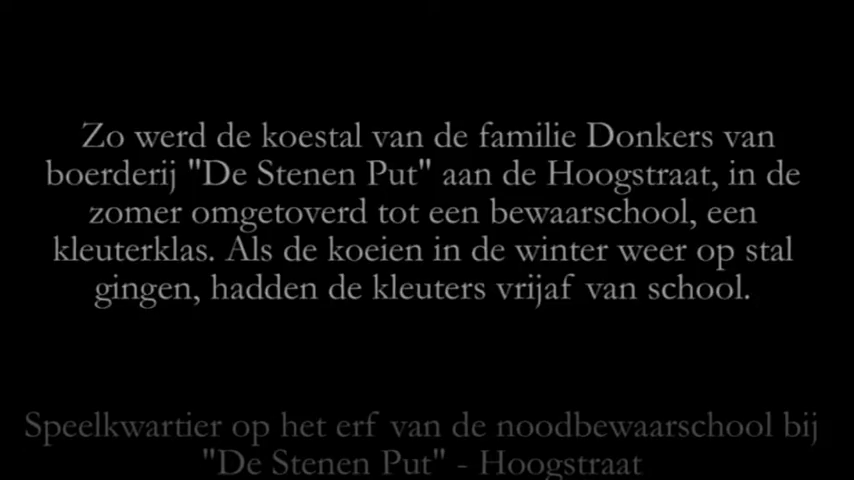 Zo werd de koestal van de familie Donkers van
boerderij "De Stenen Put" aan de Hoogstraat, in de
zomer omgetoverd tot een bewaarschool, een
kleuterklas. Als de koeien in de winter weer op stal
gingen, hadden de kleuters vrijaf van school.
Speelkwartier op het erf van de noodbewaarschool bij
"De Stenen Put" - Hoogstraat